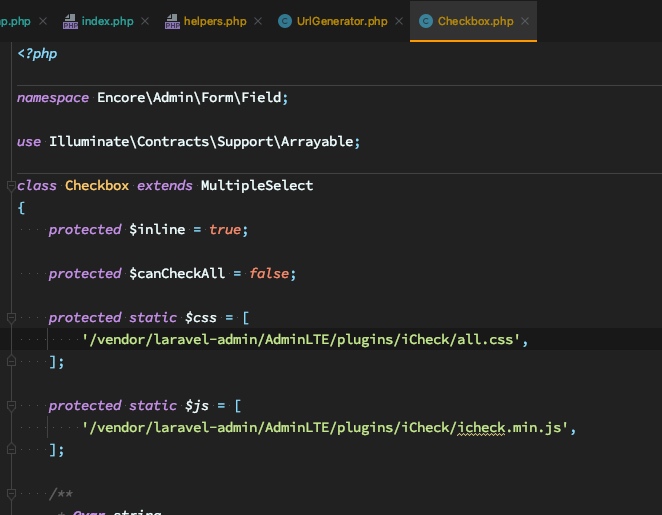 p.php
index.php
helpers.php
UrlGenerator.php
Checkbox.php
<?php
namespace Encore\Admin\Form\Field;
use Illuminate\Contracts\Support\Arrayable;
class Checkbox extends MultipleSelect
{
protected $inline = true;
protected $canCheckAll = false;
protected static $css = [
'/vendor/laravel-admin/AdminLTE/plugins/iCheck/all.css',
];
protected static $js = [
'/vendor/laravel-admin/AdminLTE/plugins/iCheck/icheck.min.js',
];
/**
* @var string